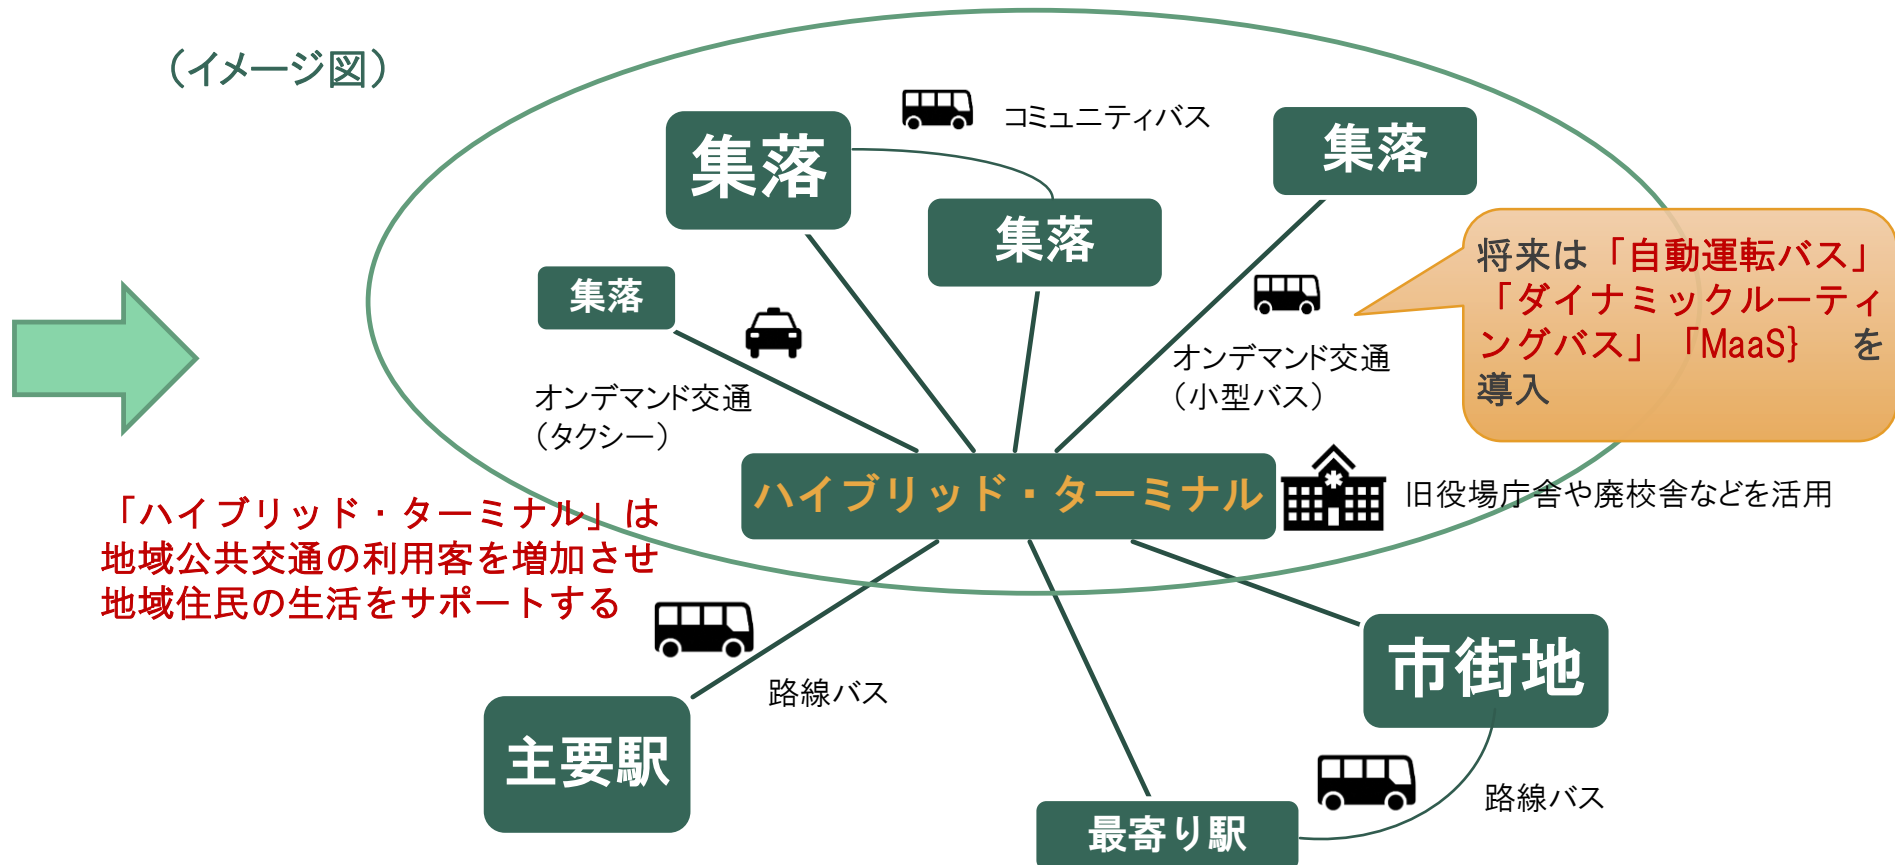 （イメージ図）
コミュニティバス
集落
集落
集落
集落
将来は「自動運転バス」
「ダイナミックルーティ
ングバス」「MaaS}　を
導入
オンデマンド交通
（小型バス）
オンデマンド交通
（タクシー）
ハイブリッド・ターミナル
旧役場庁舎や廃校舎などを活用
「ハイブリッド・ターミナル」は
地域公共交通の利用客を増加させ
地域住民の生活をサポートする
路線バス
市街地
主要駅
路線バス
最寄り駅